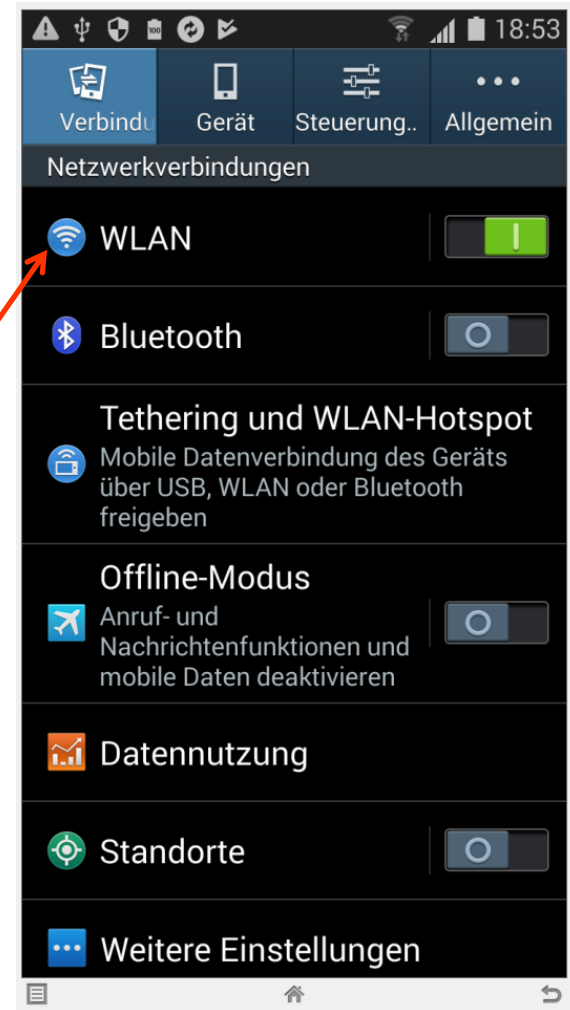 18:53
Verbindu
Gerät
Steuerung..
Allgemein
Netzwerkverbindungen
WLAN
Bluetooth
Tethering und WLAN-Hotspot
Mobile Datenverbindung des Geräts
über USB, WLAN oder Bluetooth
freigeben
Offline-Modus
Anruf- und
Nachrichtenfunktionen und
mobile Daten deaktivieren
Datennutzung
Standorte
Weitere Einstellungen